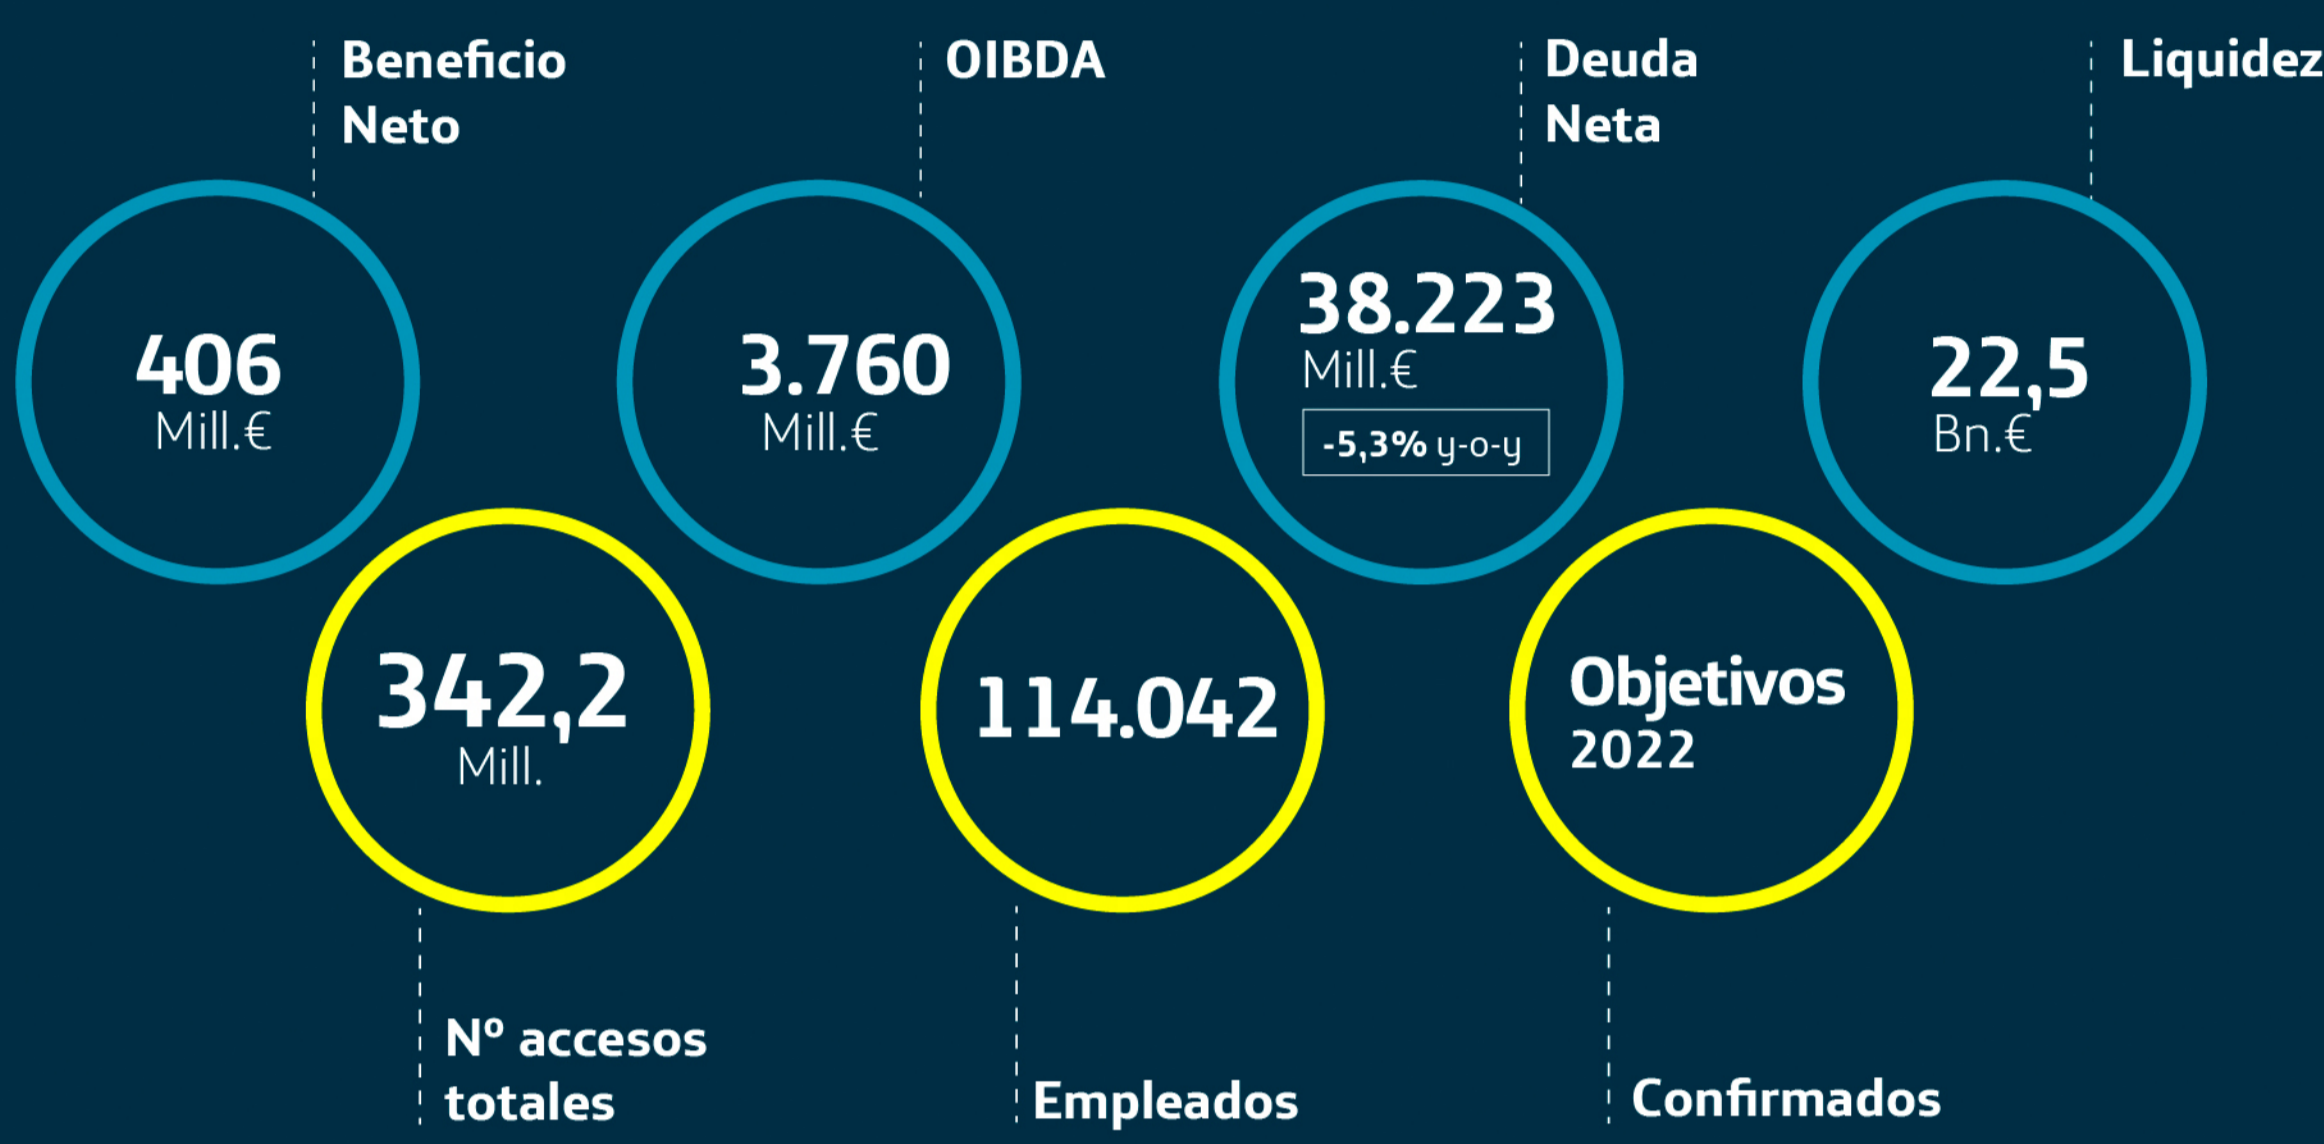 Beneficio
Neto
406
Mill.€
OIBDA
3.760
Mill.€
Deuda
Neta
38.223
Mill.€
-5,3% y-o-y
Liquidez
22,5
Bn.€
342,2
Mill.
Nº accesos
totales
114.042
Empleados
Objetivos
2022
Confirmados